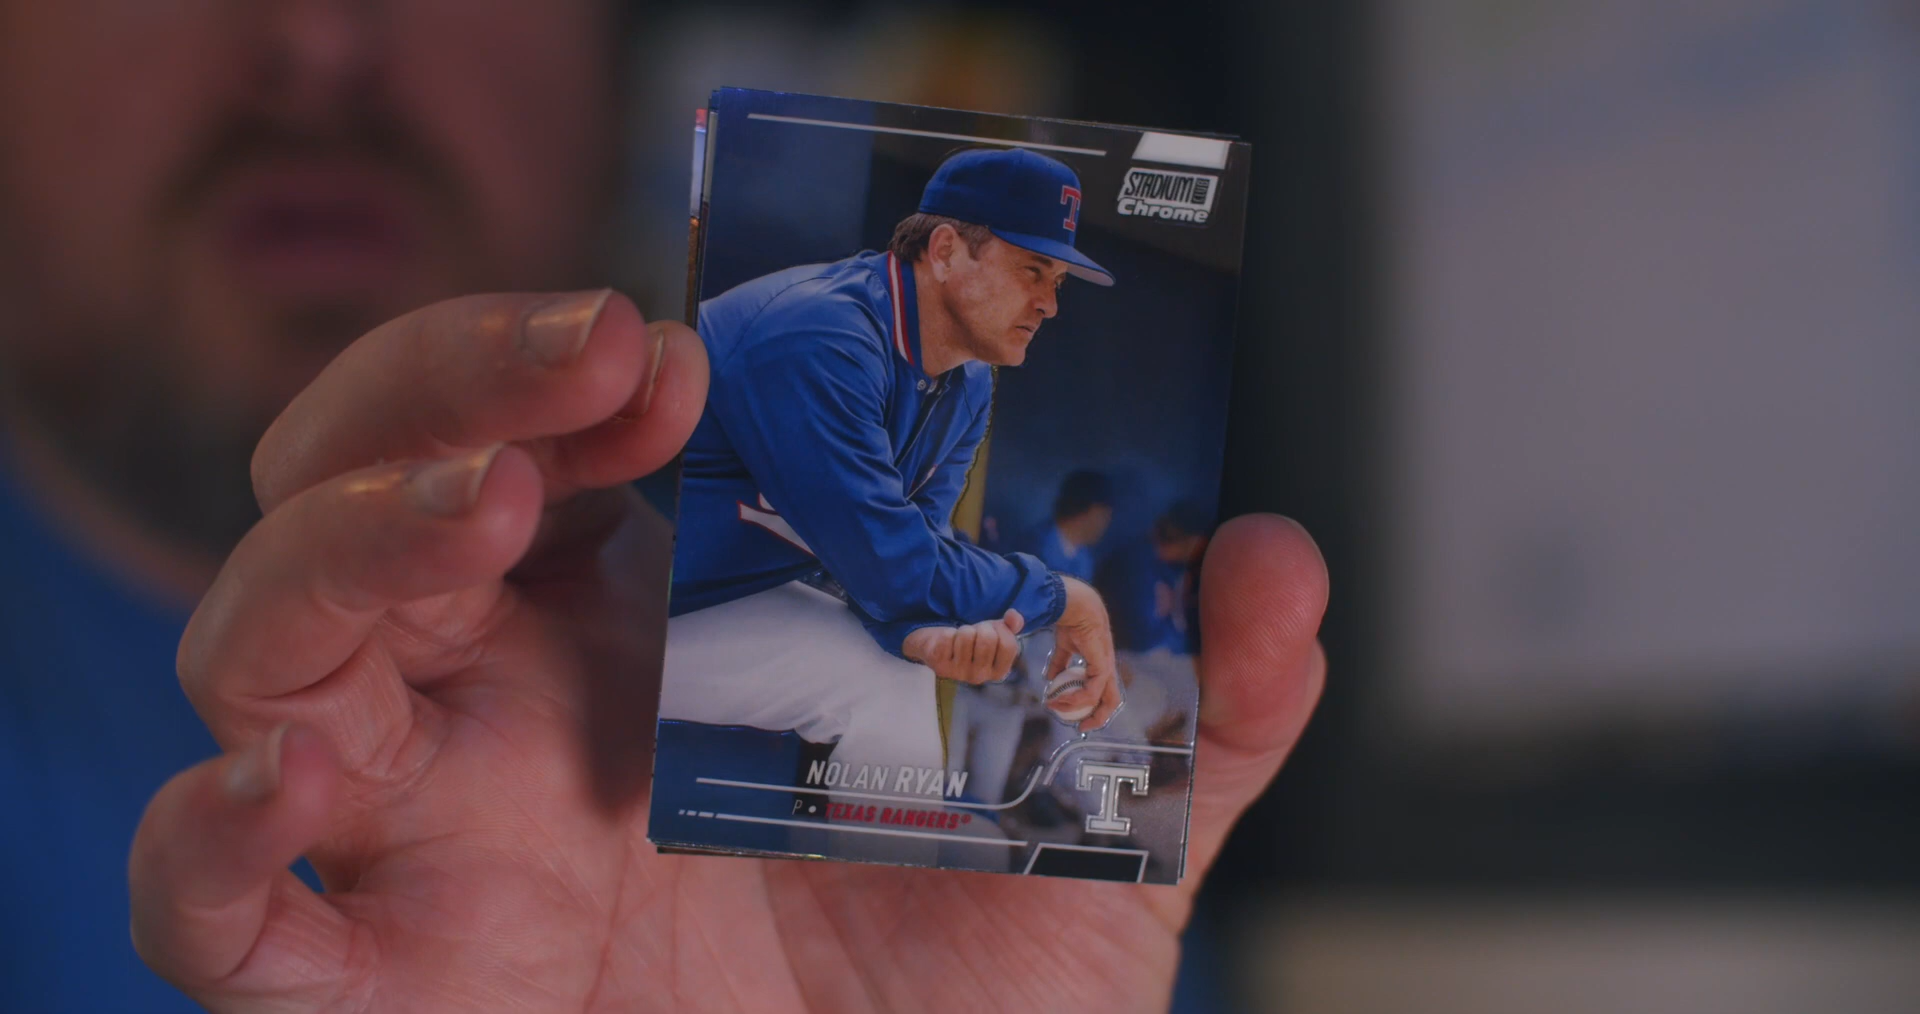 T
STADIUM CLUB
Chrome
NOLAN RYAN
P • TEXAS RANGERS®
T